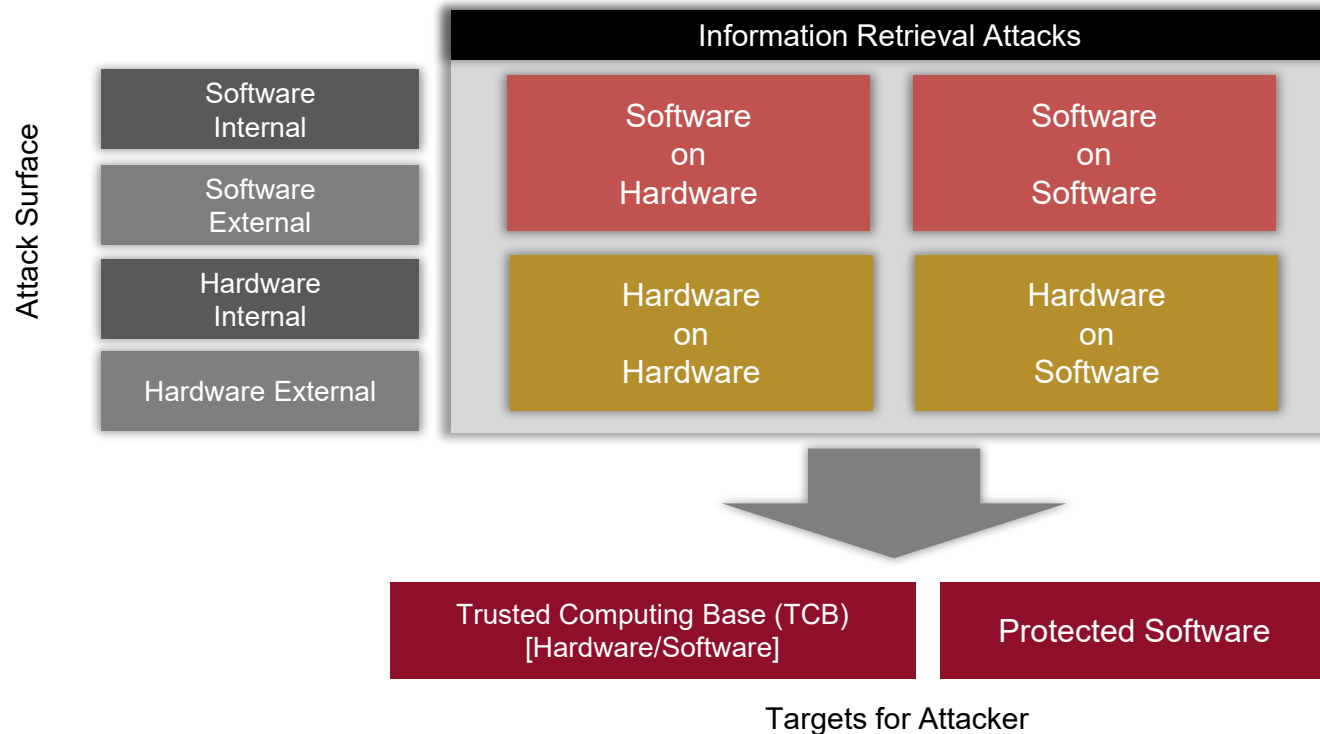 Information Retrieval Attacks
Attack Surface
Software
Internal
Software
External
Hardware
Internal
Hardware External
Software
on
Hardware
Software
on
Software
Hardware
on
Hardware
Hardware
on
Software
Trusted Computing Base (TCB)
[Hardware/Software]
Protected Software
Targets for Attacker